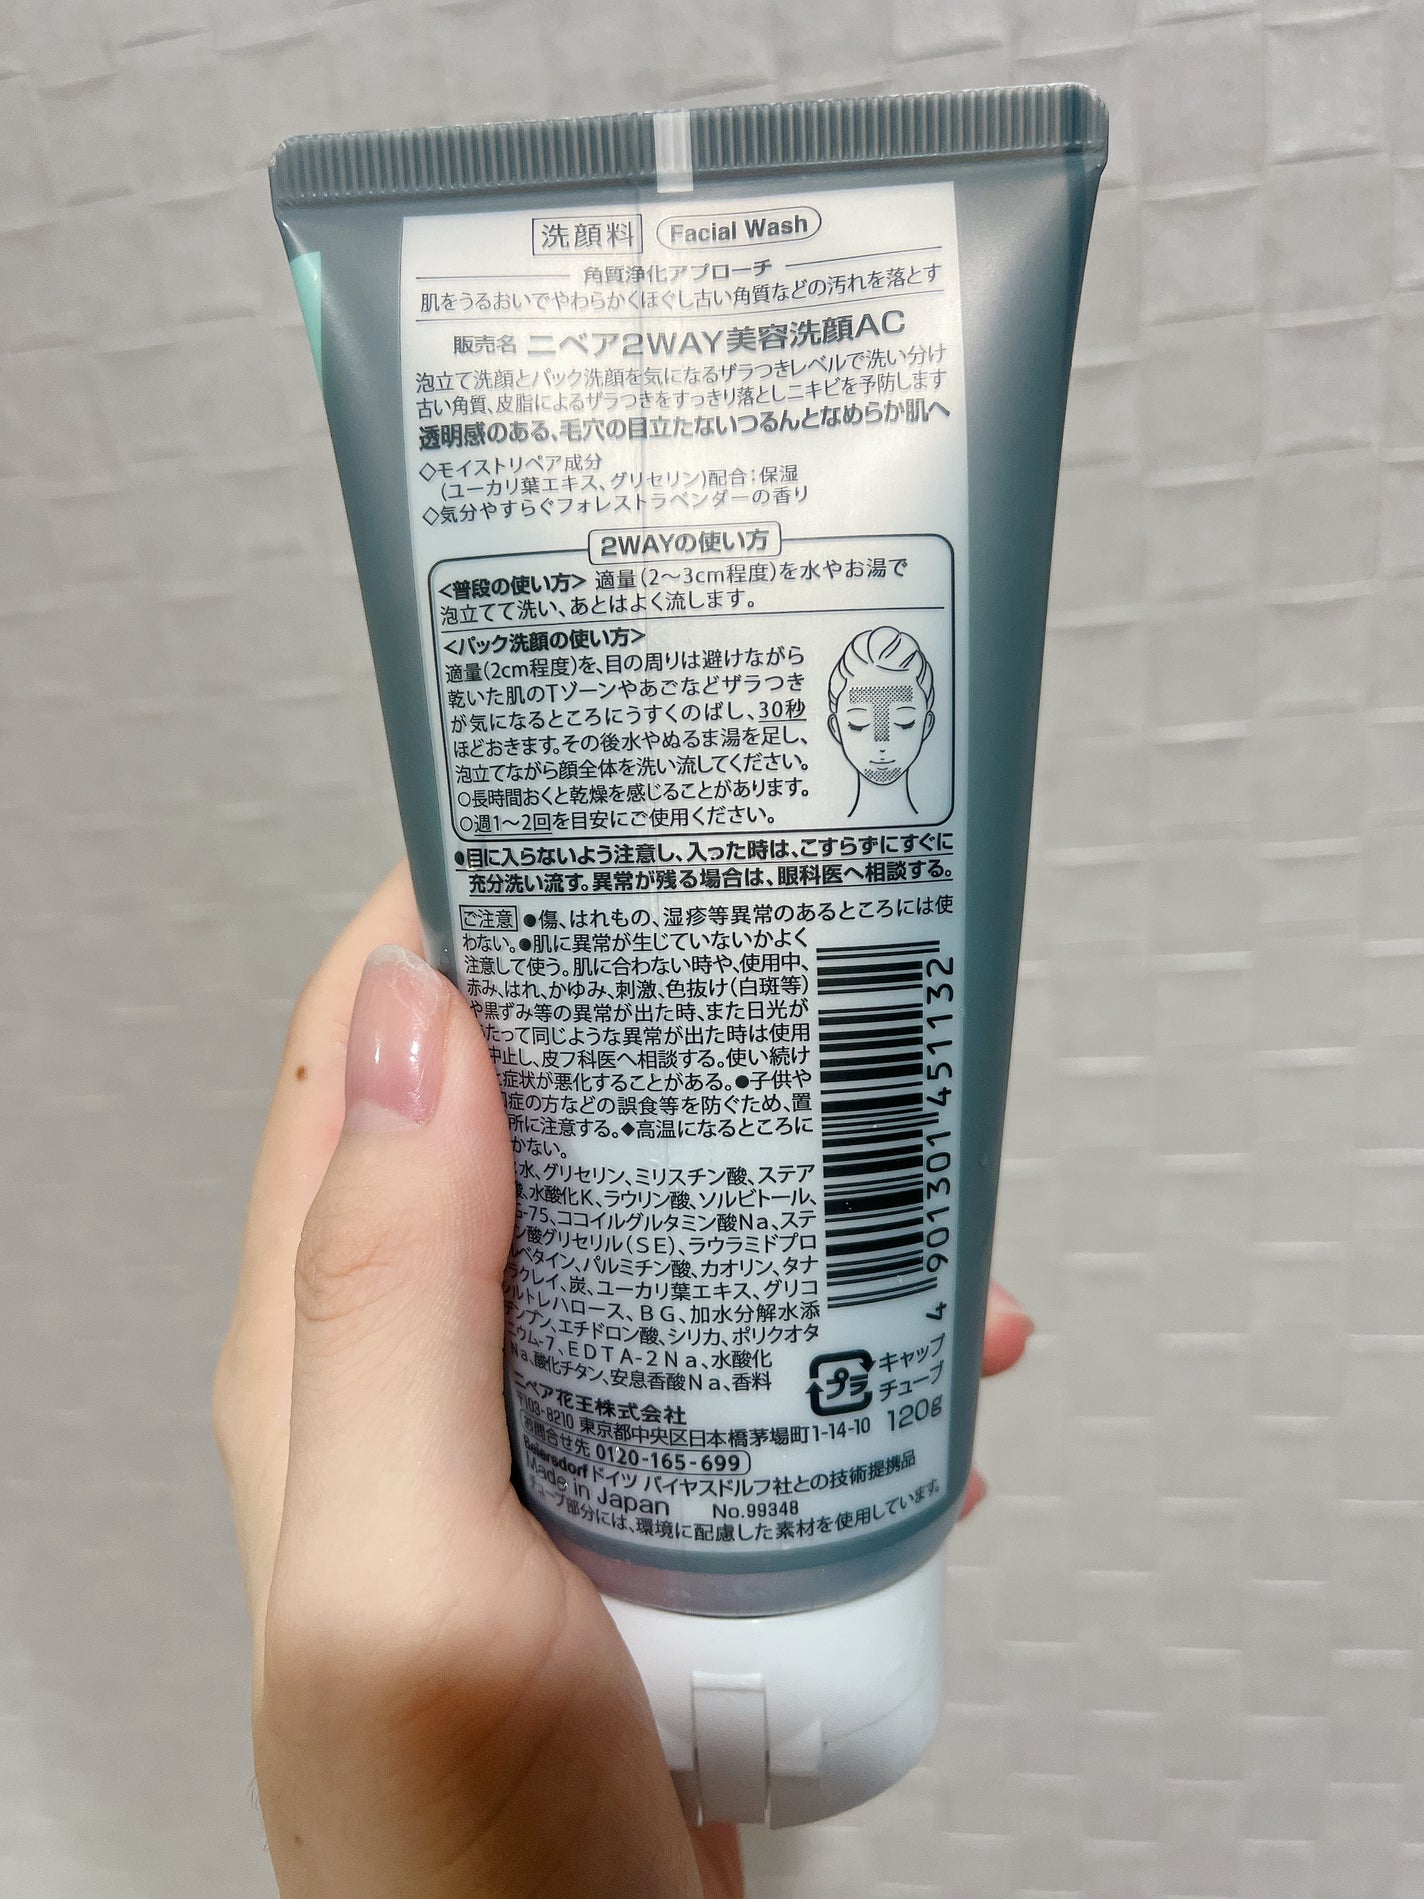 洗顔料 Facial Wash
角質浄化アプローチ
肌をうるおいでやわらかくほぐし古い角質などの汚れを落とす
販売名 ニベア2WAY美容洗顔AC
泡立て洗顔とパック洗顔を気になるザラつきレベルで洗い分け
古い角質、皮脂によるザラつきをすっきり落としニキビを予防します
透明感のある、毛穴の目立たないつるんとなめらか肌へ
◇モイストリペア成分
(ユーカリ葉エキス、グリセリン)配合:保湿
◇気分やすらぐフォレストラベンダーの香り
2WAYの使い方
<普段の使い方> 適量(2〜3cm程度)を水やお湯で
泡立てて洗い、あとはよく流します。
<パック洗顔の使い方>
適量(2cm程度)を、目の周りは避けながら
乾いた肌のTゾーンやあごなどザラつき
が気になるところにうすくのばし、30秒
ほどおきます。その後水やぬるま湯を足し、
泡立てながら顔全体を洗い流してください。
○長時間おくと乾燥を感じることがあります。
○週1〜2回を目安にご使用ください。
●目に入らないよう注意し、入った時は、こすらずにすぐに
充分洗い流す。異常が残る場合は、眼科医へ相談する。
ご注意 ●傷、はれもの、湿疹等異常のあるところには使
わない。●肌に異常が生じていないかよく
注意して使う。肌に合わない時や、使用中、
赤み、はれ、かゆみ、刺激、色抜け(白斑等)
や黒ずみ等の異常が出た時、また日光が
たって同じような異常が出た時は使用
中止し、皮フ科医へ相談する。使い続け
症状が悪化することがある。●子供や
症の方などの誤食等を防ぐため、置
所に注意する。◆高温になるところに
かない。
水、グリセリン、ミリスチン酸、ステア
酸、水酸化K、ラウリン酸、ソルビトール、
-75、ココイルグルタミン酸Na、ステ
ン酸グリセリル(SE)、ラウラミドプロ
ルベタイン、パルミチン酸、カオリン、タナ
ラクレイ、炭、ユーカリ葉エキス、グリコ
シルトレハロース、BG、加水分解水添
デンプン、エチドロン酸、シリカ、ポリクオタ
ニウム-7、EDTA-2Na、水酸化
Na、酸化チタン、安息香酸Na、香料
4 901301 451132
プラ キャップ
チューブ
120g
ニベア花王株式会社
〒103-8210 東京都中央区日本橋茅場町1-14-10
お問合せ先 0120-165-699
Beiersdorf ドイツ バイヤスドルフ社との技術提携品
Made in Japan No.99348
チューブ部分には、環境に配慮した素材を使用しています。